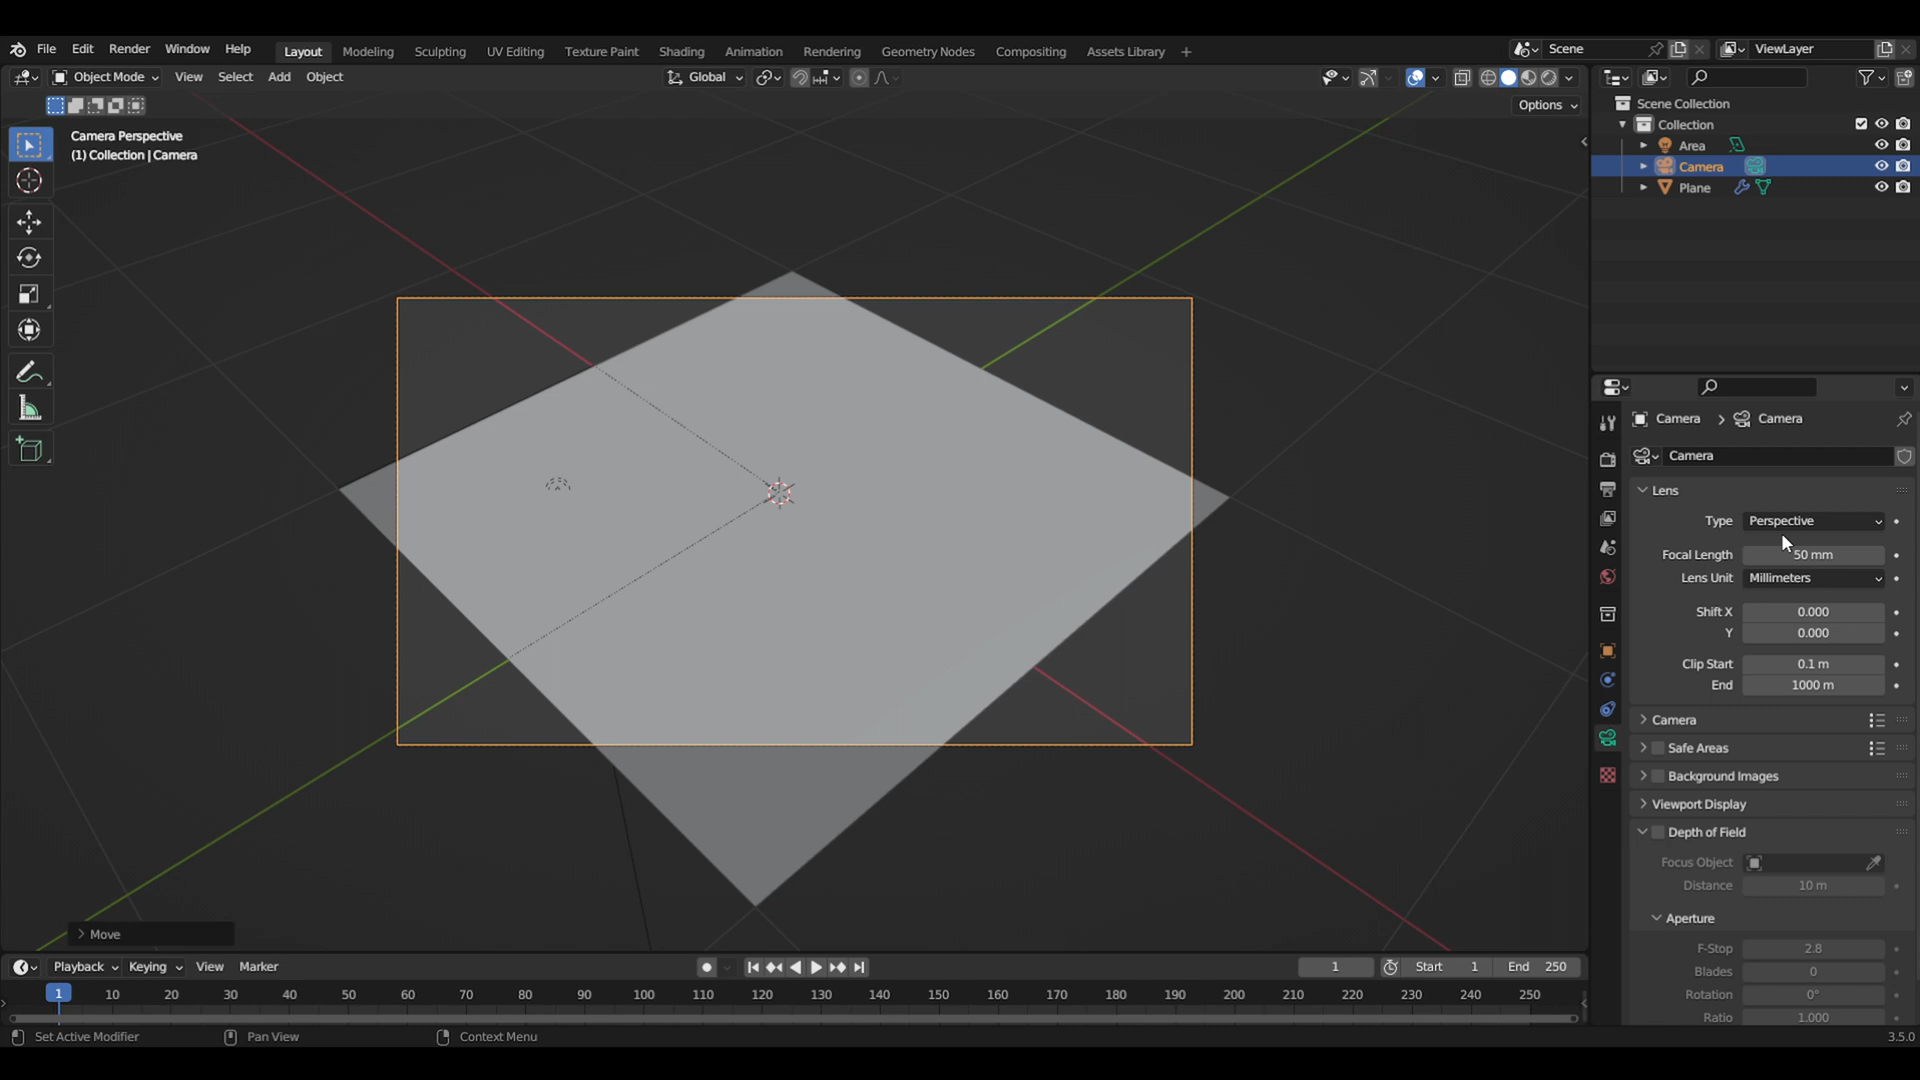 File Edit Render Window Help
Layout Modeling Sculpting UV Editing Texture Paint Shading Animation Rendering Geometry Nodes Compositing Assets Library +
Scene
ViewLayer
Object Mode View Select Add Object
Global
Options
Camera Perspective
(1) Collection | Camera
Scene Collection
Collection
Area
Camera
Plane
Camera > Camera
Camera
Lens
Type Perspective
Focal Length 50 mm
Lens Unit Millimeters
Shift X 0.000
Y 0.000
Clip Start 0.1 m
End 1000 m
Camera
Safe Areas
Background Images
Viewport Display
Depth of Field
Focus Object
Distance 10 m
Aperture
F-Stop 2.8
Blades 0
Rotation 0°
Ratio 1.000
> Move
Playback Keying View Marker
1 Start 1 End 250
1 10 20 30 40 50 60 70 80 90 100 110 120 130 140 150 160 170 180 190 200 210 220 230 240 250
Set Active Modifier Pan View Context Menu 3.5.0